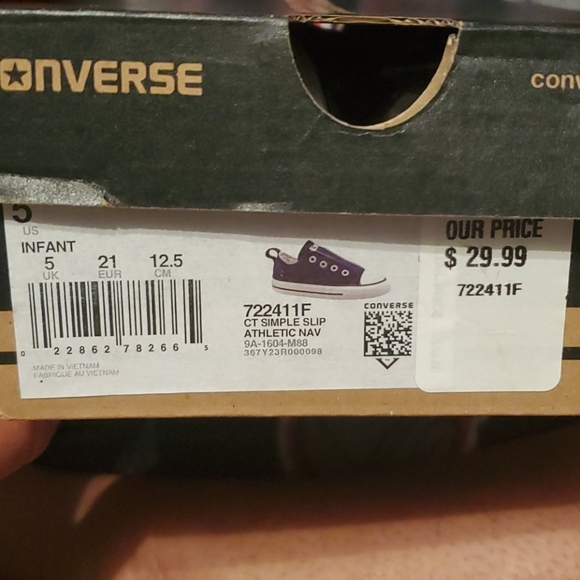 CONVERSE
conv
5
US
INFANT
5 21 12.5
UK EUR CM
0 22862 78266 5
MADE IN VIETNAM
FABRIQUE AU VIETNAM
722411F
CT SIMPLE SLIP
ATHLETIC NAV
9A-1604-M88
367Y23R000098
CONVERSE
OUR PRICE
$ 29.99
722411F